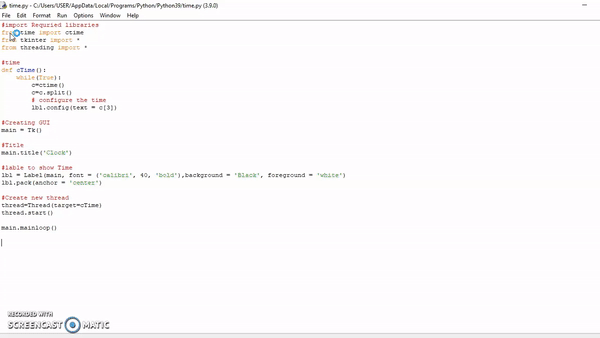 time.py - C:/Users/USER/AppData/Local/Programs/Python/Python39/time.py (3.9.0)
File Edit Format Run Options Window Help
#import Requried libraries
from time import ctime
from tkinter import *
from threading import *
#time
def cTime():
while(True):
c=ctime()
c=c.split()
# configure the time
lbl.config(text = c[3])
#Creating GUI
main = Tk()
#Title
main.title('Clock')
#lable to show Time
lbl = Label(main, font = ('calibri', 40, 'bold'),background = 'Black', foreground = 'white')
lbl.pack(anchor = 'center')
#Create new thread
thread=Thread(target=cTime)
thread.start()
main.mainloop()
RECORDED WITH
SCREENCAST MATIC